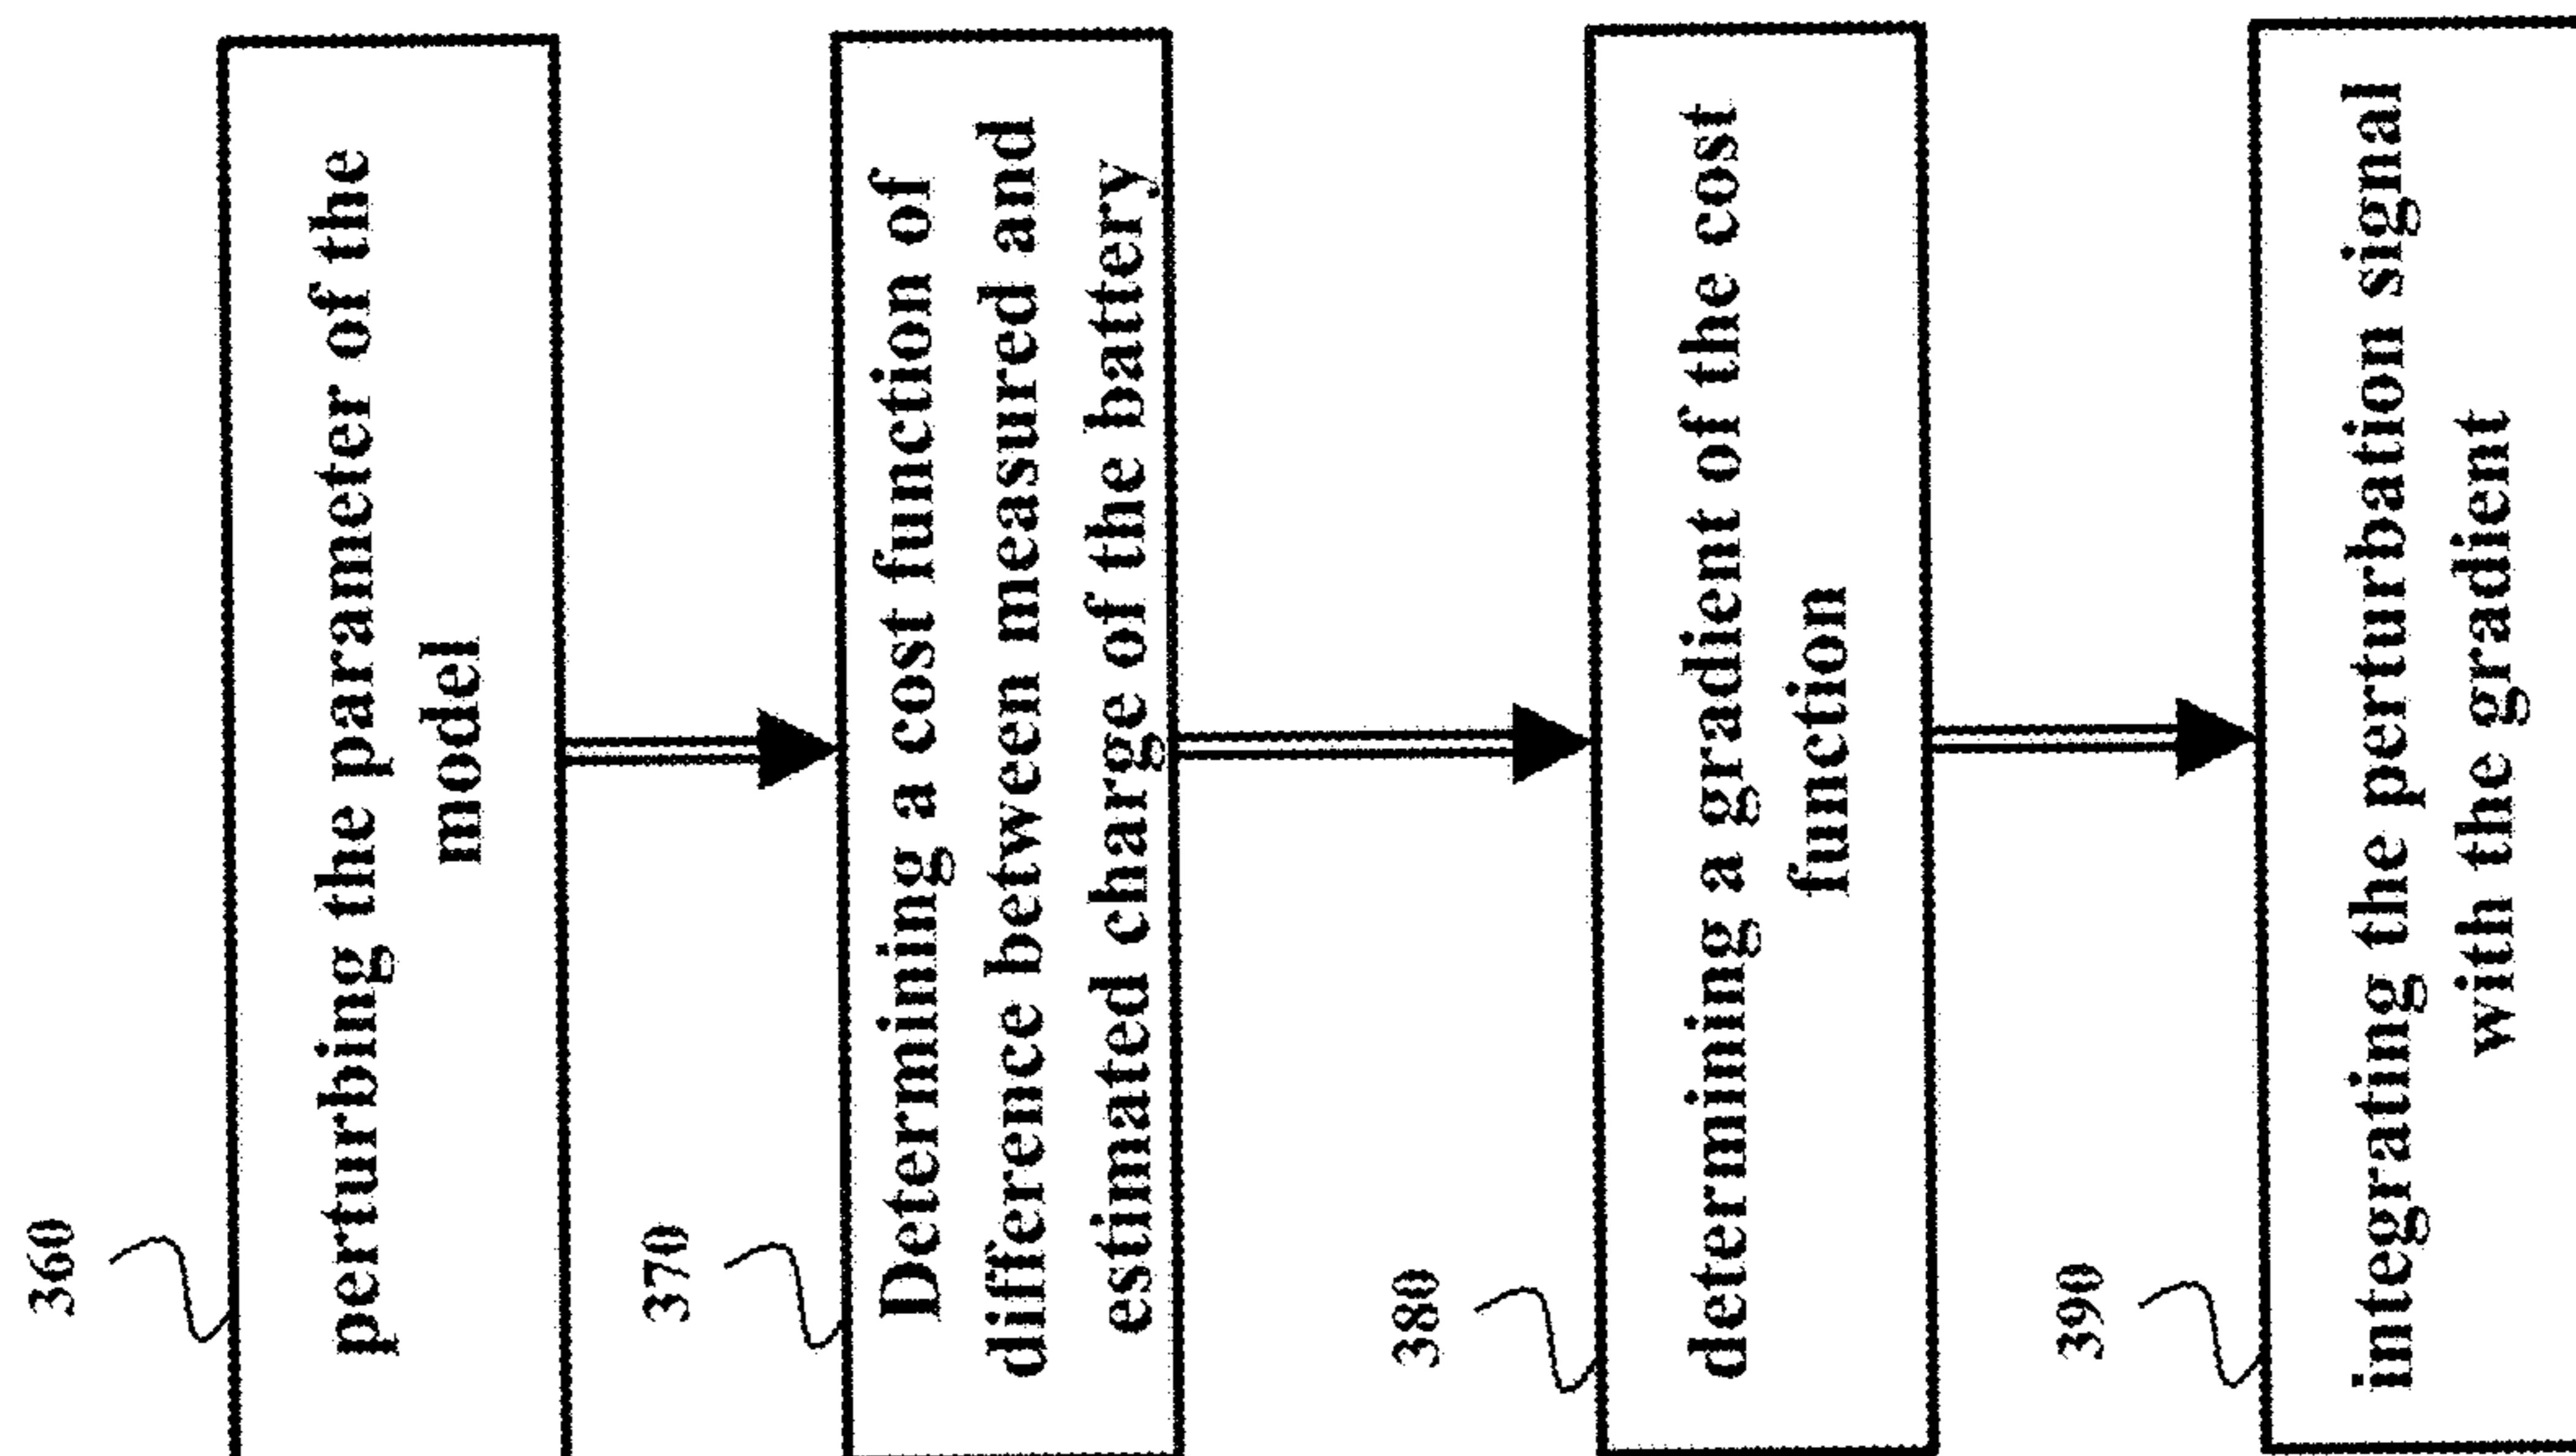 360
perturbing the parameter of the
model
370
Determining a cost function of
difference between measured and
estimated charge of the battery
380
determining a gradient of the cost
function
390
integrating the perturbation signal
with the gradient